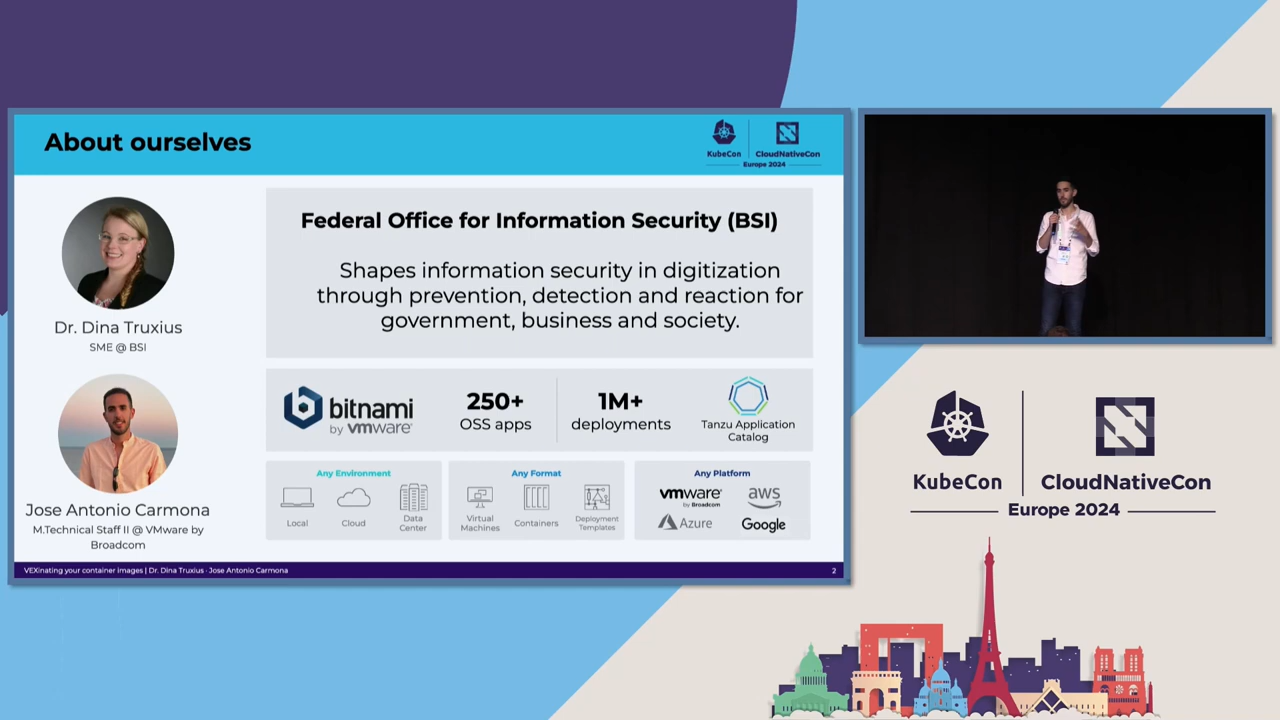 About ourselves
KubeCon
CloudNativeCon
Europe 2024
Dr. Dina Truxius
SME @ BSI
Federal Office for Information Security (BSI)
Shapes information security in digitization
through prevention, detection and reaction for
government, business and society.
Jose Antonio Carmona
M.Technical Staff II @ VMware by
Broadcom
bitnami
by vmware®
250+
OSS apps
1M+
deployments
Tanzu Application
Catalog
Any Environment
Local
Cloud
Data
Center
Any Format
Virtual
Machines
Containers
Deployment
Templates
Any Platform
vmware®
by Broadcom
aws
Azure
Google
VEXinating your container images | Dr. Dina Truxius · Jose Antonio Carmona
2
KubeCon
CloudNativeCon
Europe 2024